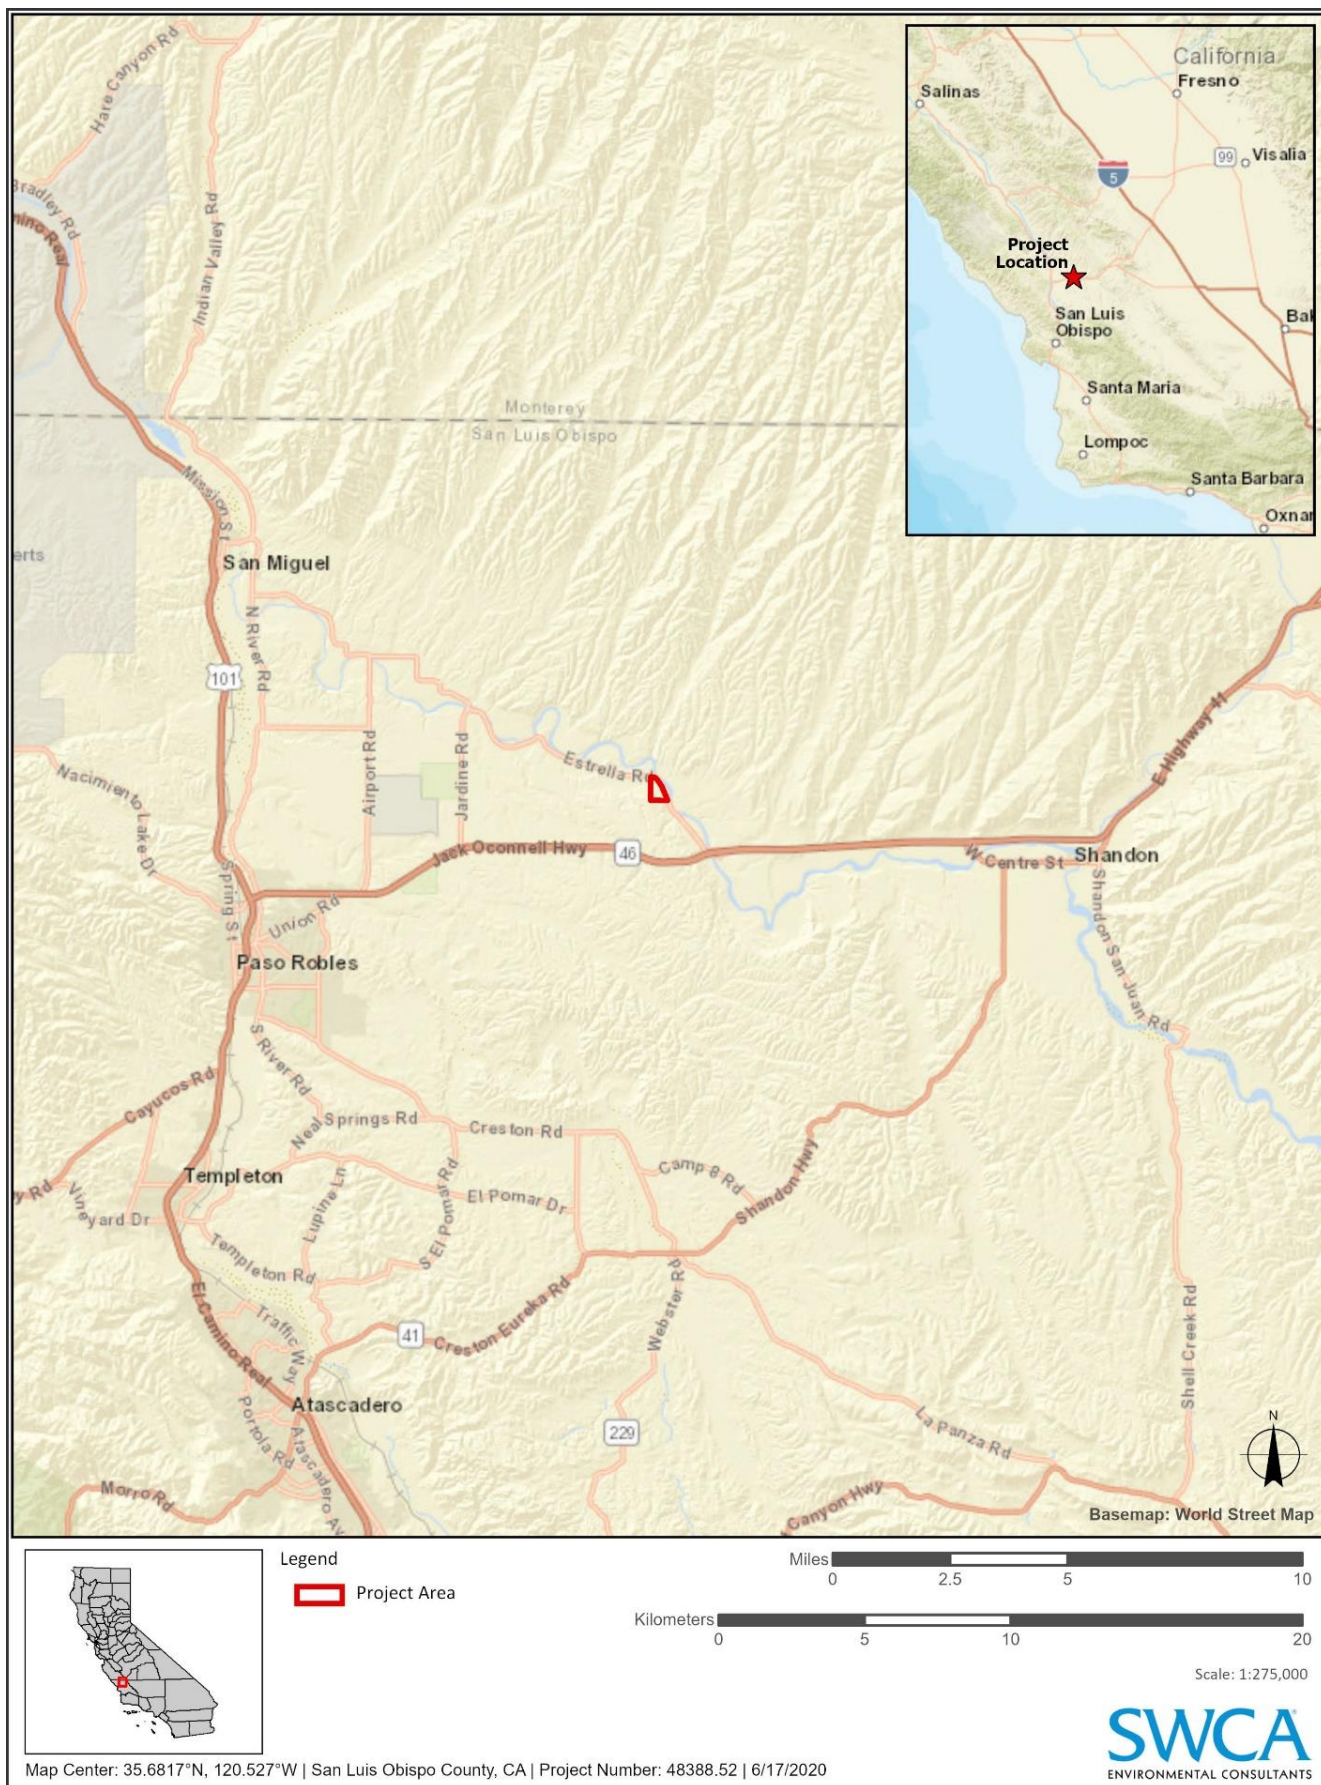 Hare Canyon Rd
Bradley Rd
mino Real
Indian Valley Rd
Monterey
San Luis Obispo
Mission St
San Miguel
erts
N River Rd
101
Airport Rd
Jardine Rd
Estrella Rd
Nacimiento Lake Dr
Jack Oconnell Hwy
46
E Highway 41
W Centre St
Shandon
Shandon San Juan Rd
Spring St
Union Rd
Paso Robles
S River Rd
Cayucos Rd
Neal Springs Rd
Creston Rd
Camp 8 Rd
Shandon Hwy
Templeton
y Rd
Vineyard Dr
Lupine Ln
S El Pomar Rd
El Pomar Dr
Templeton Rd
El Camino Real
Traffic Way
41
Creston Eureka Rd
Webster Rd
Shell Creek Rd
Atascadero
Portola Rd
Atascadero Av
229
La Panza Rd
Morro Rd
Canyon Hwy
N
Basemap: World Street Map
California
Fresno
Salinas
99
Visalia
5
Project
Location
San Luis
Obispo
Bak
Santa Maria
Lompoc
Santa Barbara
Oxnar
Legend
Project Area
Miles
0 2.5 5 10
Kilometers
0 5 10 20
Scale: 1:275,000
SWCA
ENVIRONMENTAL CONSULTANTS
Map Center: 35.6817°N, 120.527°W | San Luis Obispo County, CA | Project Number: 48388.52 | 6/17/2020